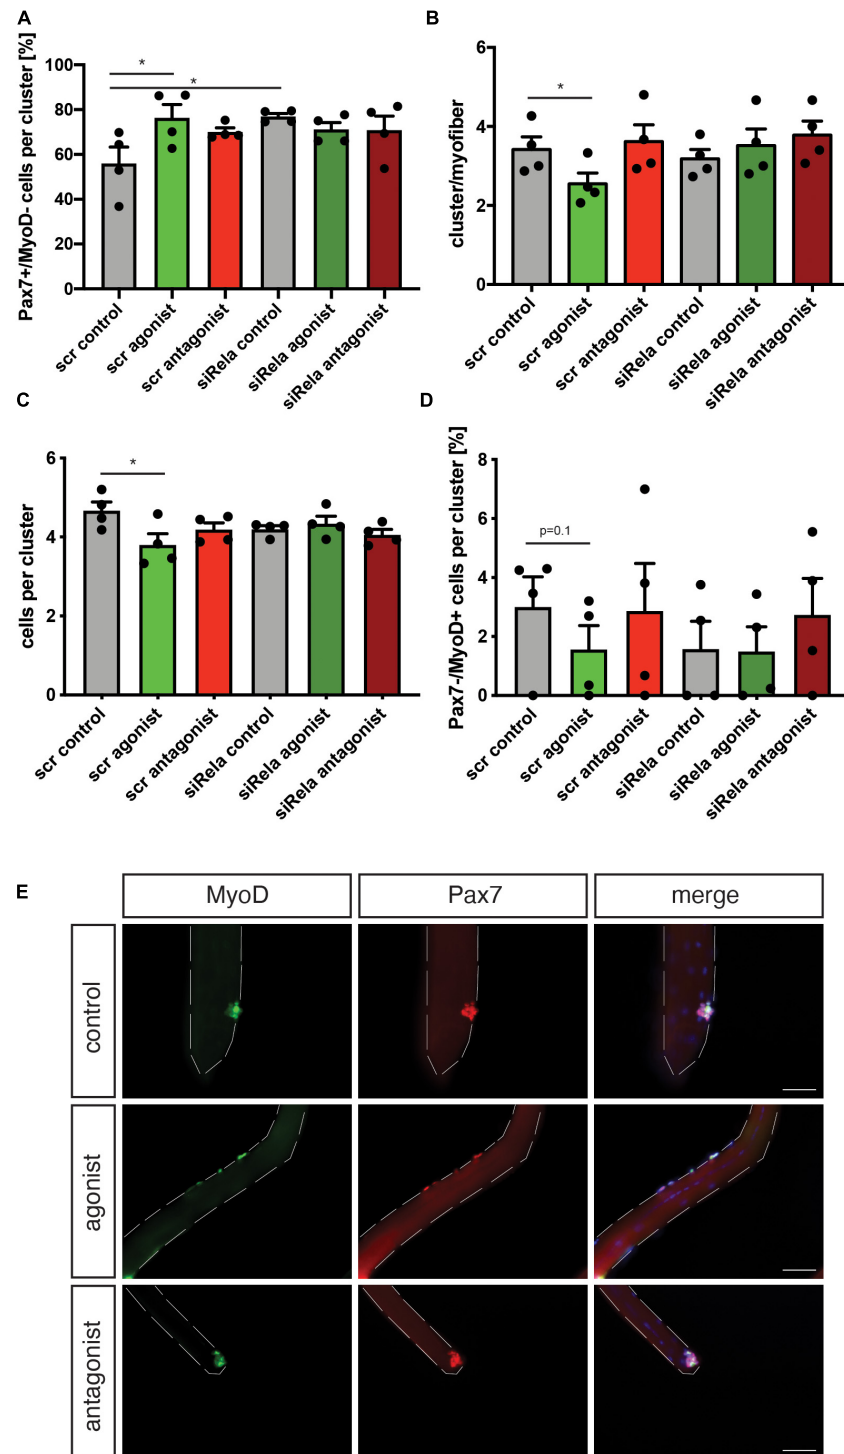 A
Pax7+/MyoD- cells per cluster [%]
100
80
60
40
20
0
*
*
scr control
scr agonist
scr antagonist
siRela control
siRela agonist
siRela antagonist
B
cluster/myofiber
6
4
2
0
*
scr control
scr agonist
scr antagonist
siRela control
siRela agonist
siRela antagonist
C
cells per cluster
6
4
2
0
*
scr control
scr agonist
scr antagonist
siRela control
siRela agonist
siRela antagonist
D
Pax7-/MyoD+ cells per cluster [%]
8
6
4
2
0
p=0.1
scr control
scr agonist
scr antagonist
siRela control
siRela agonist
siRela antagonist
E
MyoD
Pax7
merge
control
agonist
antagonist